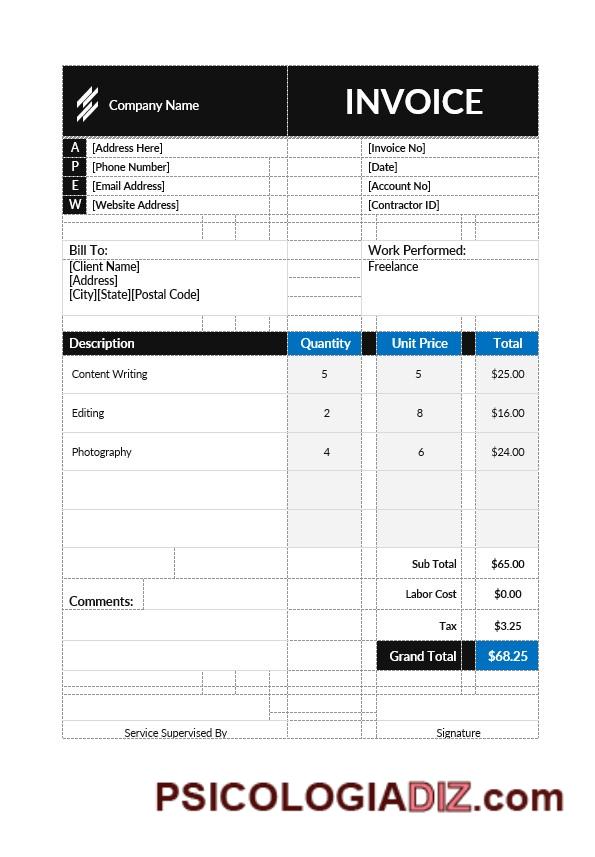 Company Name
INVOICE
A [Address Here] [Invoice No]
P [Phone Number] [Date]
E [Email Address] [Account No]
W [Website Address] [Contractor ID]
Bill To: Work Performed:
[Client Name] Freelance
[Address]
[City][State][Postal Code]
Description Quantity Unit Price Total
Content Writing 5 5 $25.00
Editing 2 8 $16.00
Photography 4 6 $24.00
Sub Total $65.00
Labor Cost $0.00
Comments:
Tax $3.25
Grand Total $68.25
Service Supervised By Signature
PSICOLOGIADIZ.com